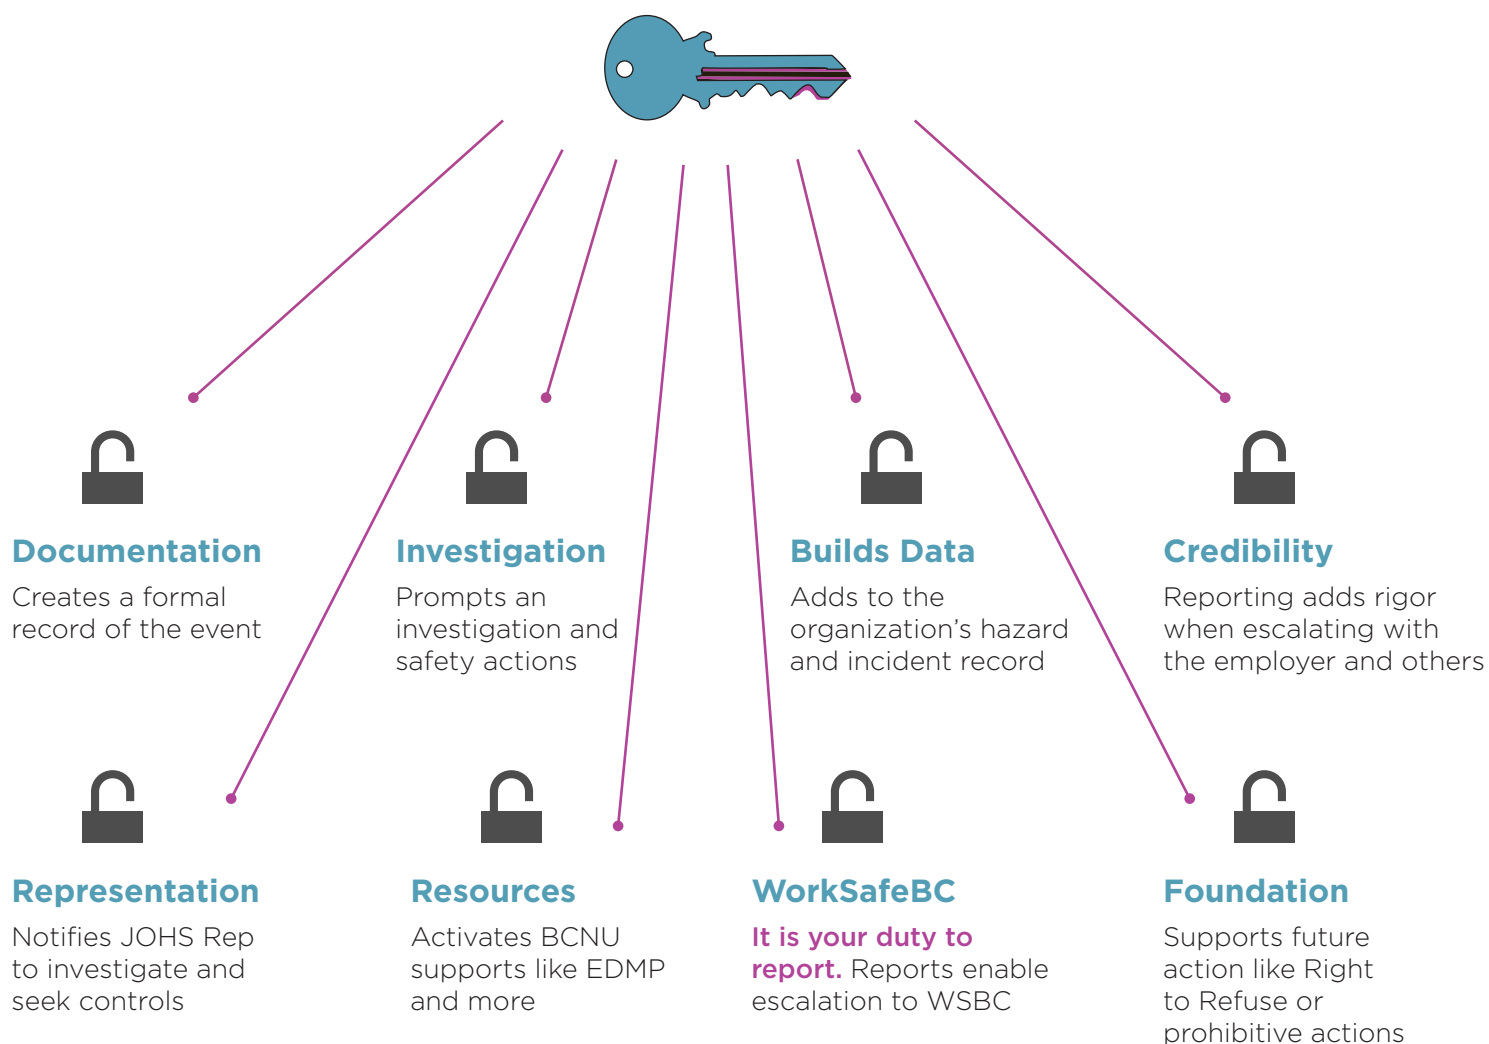 Documentation
Creates a formal
record of the event
Investigation
Prompts an
investigation and
safety actions
Builds Data
Adds to the
organization's hazard
and incident record
Credibility
Reporting adds rigor
when escalating with
the employer and others
Representation
Notifies JOHS Rep
to investigate and
seek controls
Resources
Activates BCNU
supports like EDMP
and more
WorkSafeBC
It is your duty to
report. Reports enable
escalation to WSBC
Foundation
Supports future
action like Right
to Refuse or
prohibitive actions